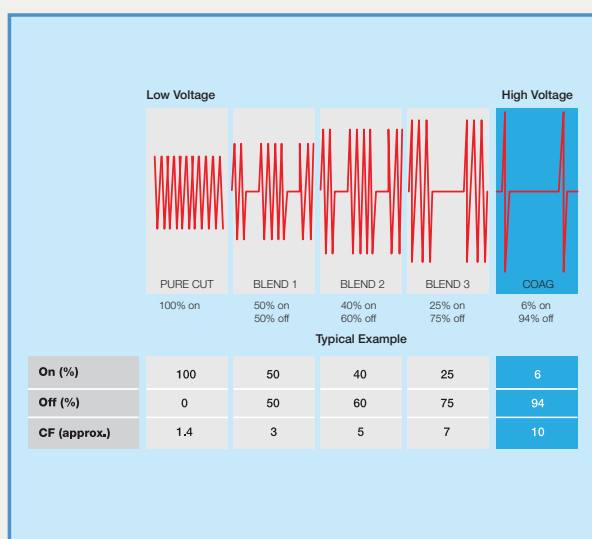 Low Voltage High Voltage
PURE CUT BLEND 1 BLEND 2 BLEND 3 COAG
100% on 50% on 40% on 25% on 6% on
50% off 60% off 75% off 94% off
Typical Example
On (%) 100 50 40 25 6
Off (%) 0 50 60 75 94
CF (approx.) 1.4 3 5 7 10